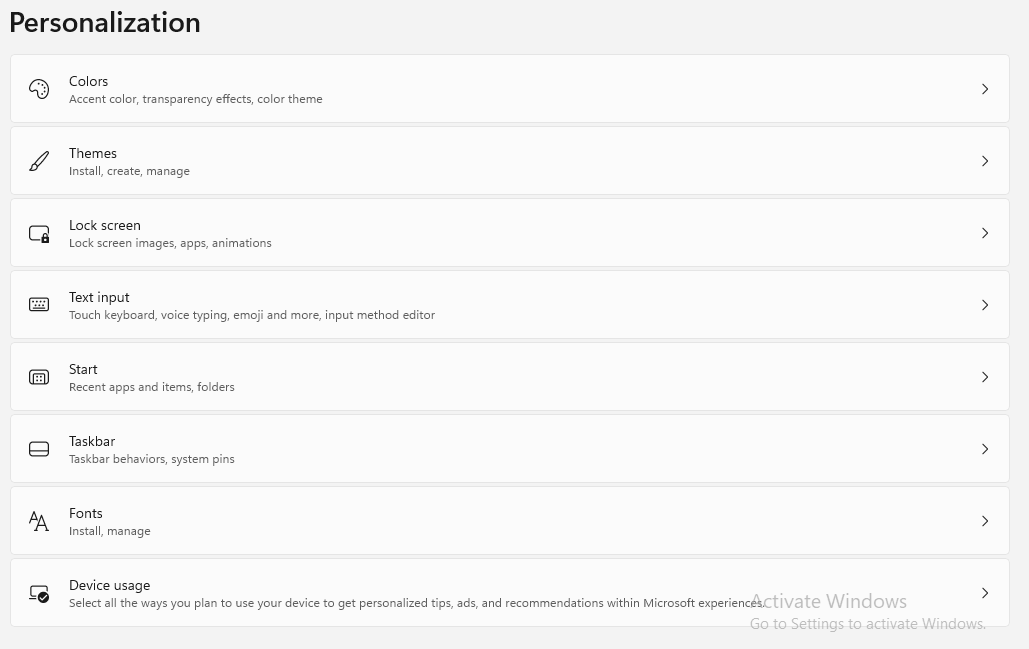 Personalization
Colors
Accent color, transparency effects, color theme
Themes
Install, create, manage
Lock screen
Lock screen images, apps, animations
Text input
Touch keyboard, voice typing, emoji and more, input method editor
Start
Recent apps and items, folders
Taskbar
Taskbar behaviors, system pins
Fonts
Install, manage
Device usage
Select all the ways you plan to use your device to get personalized tips, ads, and recommendations within Microsoft experiences.
Activate Windows
Go to Settings to activate Windows.